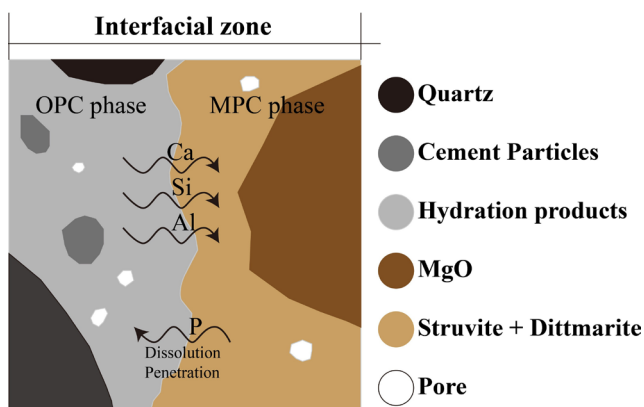 Interfacial zone
OPC phase
MPC phase
Ca
Si
Al
P
Dissolution
Penetration
Quartz
Cement Particles
Hydration products
MgO
Struvite + Dittmarite
Pore